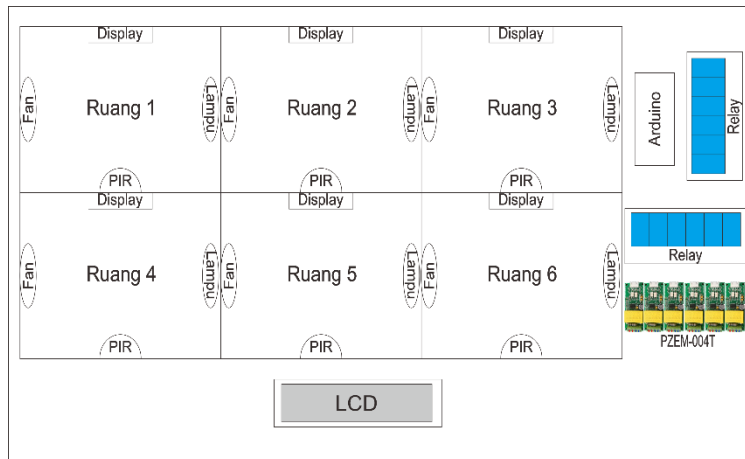 Display Display Display
Fan Ruang 1 Lampu Fan Ruang 2 Lampu Fan Ruang 3 Lampu
PIR PIR PIR
Arduino
Relay
Display Display Display
Fan Ruang 4 Lampu Fan Ruang 5 Lampu Fan Ruang 6 Lampu
PIR PIR PIR
Relay
PZEM-004T
LCD